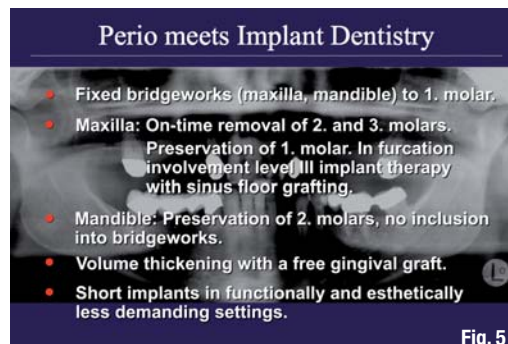 Perio meets Implant Dentistry
• Fixed bridgeworks (maxilla, mandible) to 1. molar.
• Maxilla: On-time removal of 2. and 3. molars.
Preservation of 1. molar. In furcation
involvement level III implant therapy
with sinus floor grafting.
• Mandible: Preservation of 2. molars, no inclusion
into bridgeworks.
• Volume thickening with a free gingival graft.
• Short implants in functionally and esthetically
less demanding settings.
L
Fig. 5